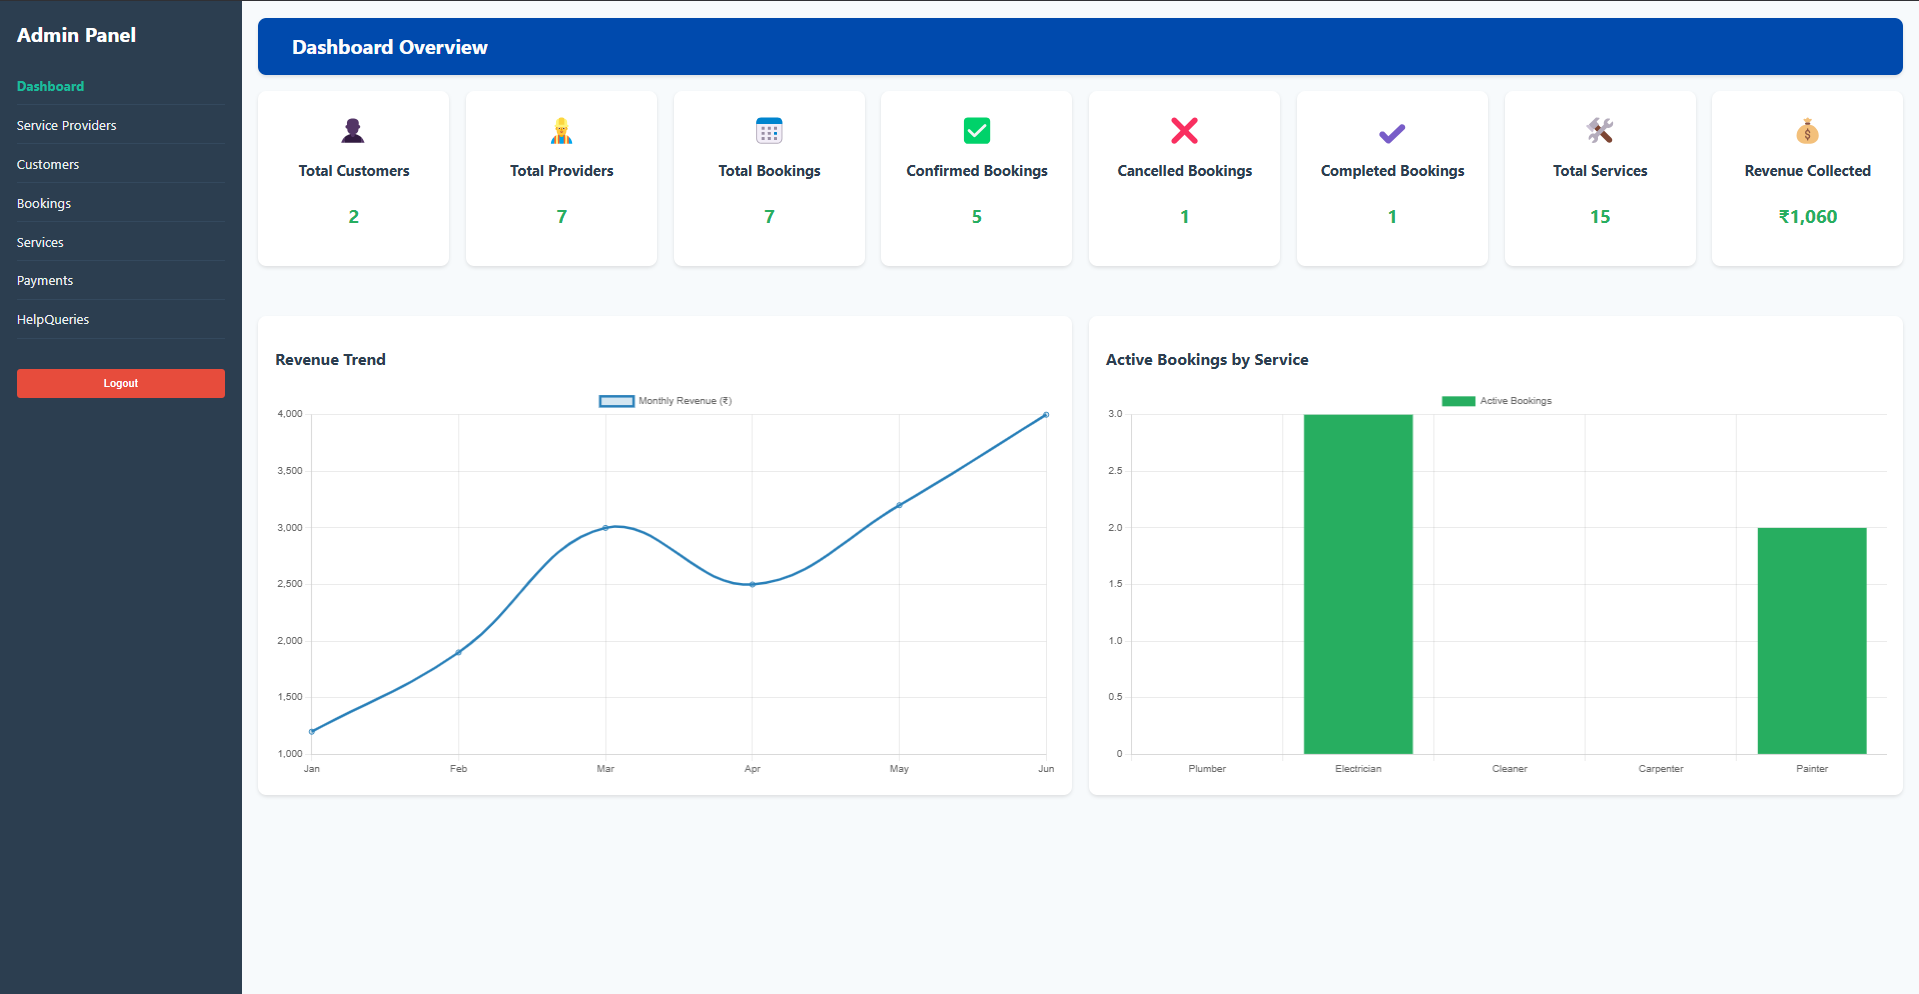 Admin Panel
Dashboard
Service Providers
Customers
Bookings
Services
Payments
HelpQueries
Logout
Dashboard Overview
Total Customers
2
Total Providers
7
Total Bookings
7
Confirmed Bookings
5
Cancelled Bookings
1
Completed Bookings
1
Total Services
15
Revenue Collected
₹1,060
Revenue Trend
Monthly Revenue (₹)
4,000
3,500
3,000
2,500
2,000
1,500
1,000
Jan Feb Mar Apr May Jun
Active Bookings by Service
Active Bookings
3.0
2.5
2.0
1.5
1.0
0.5
0
Plumber Electrician Cleaner Carpenter Painter